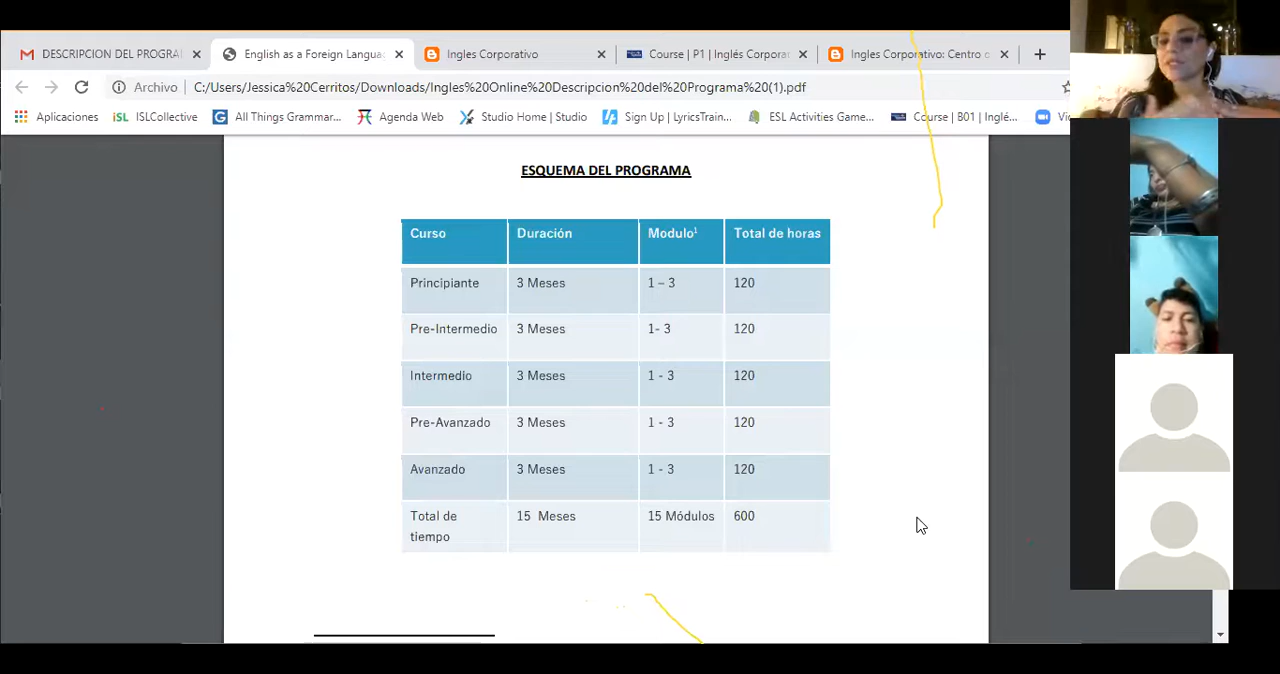 DESCRIPCION DEL PROGRA
English as a Foreign Langua
Ingles Corporativo
Course | P1 | Inglés Corpora
Ingles Corporativo: Centro
Archivo C:/Users/Jessica%20Cerritos/Downloads/Ingles%20Online%20Descripcion%20del%20Programa%20(1).pdf
Aplicaciones
iSL ISLCollective
All Things Grammar...
Agenda Web
Studio Home | Studio
Sign Up | LyricsTrain...
ESL Activities Game...
Course | B01 | Inglé...
ESQUEMA DEL PROGRAMA
Curso Duración Modulo¹ Total de horas
Principiante 3 Meses 1 – 3 120
Pre-Intermedio 3 Meses 1- 3 120
Intermedio 3 Meses 1 - 3 120
Pre-Avanzado 3 Meses 1 - 3 120
Avanzado 3 Meses 1 - 3 120
Total de 15 Meses 15 Módulos 600
tiempo